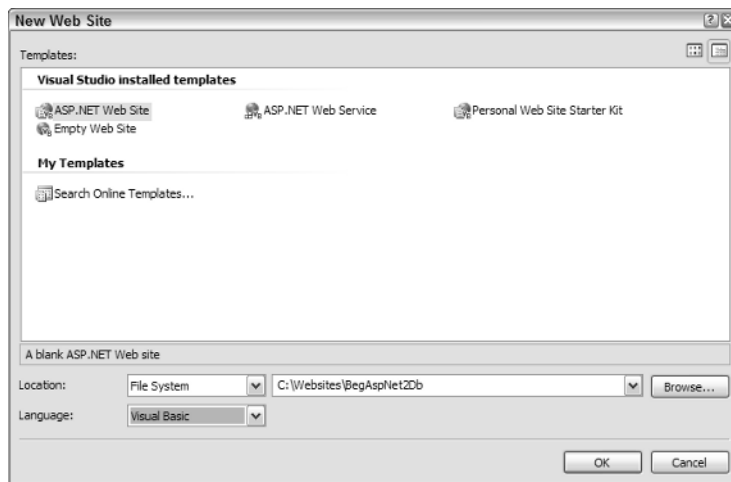 New Web Site
Templates:
Visual Studio installed templates
ASP.NET Web Site ASP.NET Web Service Personal Web Site Starter Kit
Empty Web Site
My Templates
Search Online Templates...
A blank ASP.NET Web site
Location: File System C:\Websites\BegAspNet2Db Browse...
Language: Visual Basic
OK Cancel